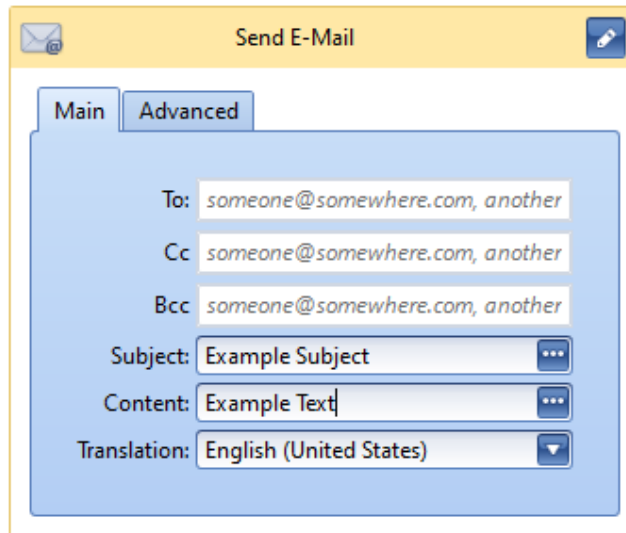 Send E-Mail
Main Advanced
To: someone@somewhere.com, another
Cc someone@somewhere.com, another
Bcc someone@somewhere.com, another
Subject: Example Subject
Content: Example Text
Translation: English (United States)